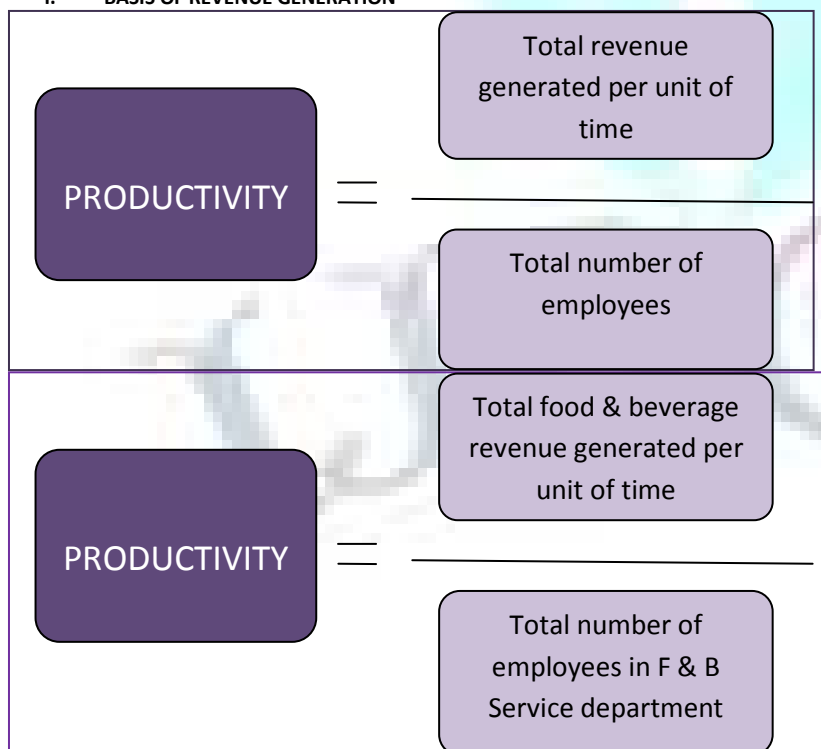 I. BASIS OF REVENUE GENERATION
Total revenue
generated per unit of
time
PRODUCTIVITY =
Total number of
employees
Total food & beverage
revenue generated per
unit of time
PRODUCTIVITY =
Total number of
employees in F & B
Service department